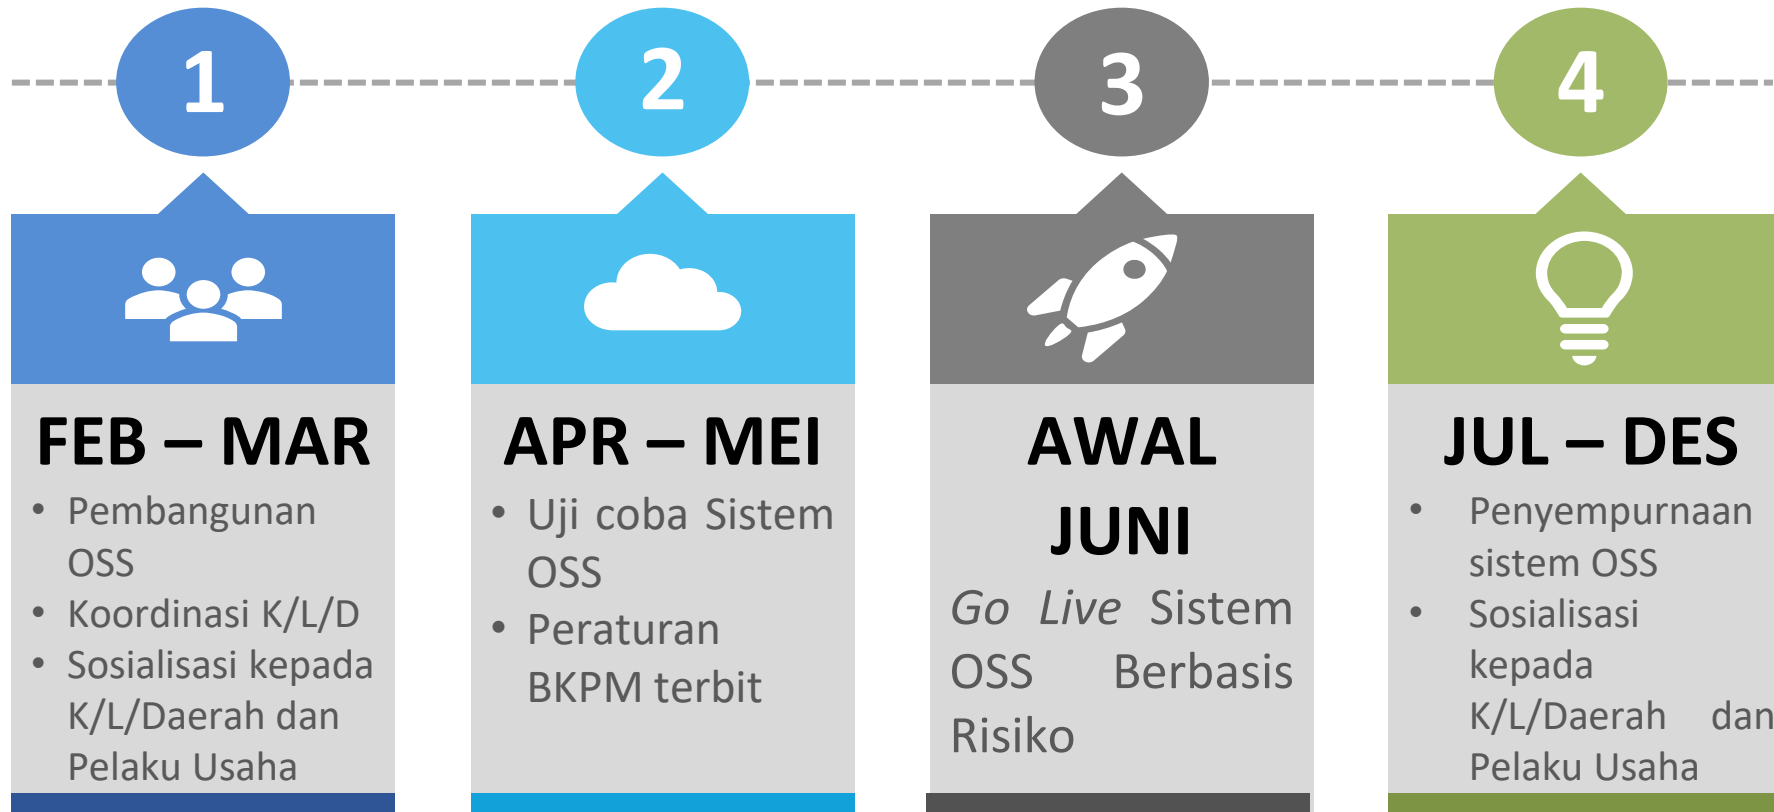 1
2
3
4
FEB – MAR
• Pembangunan
OSS
• Koordinasi K/L/D
• Sosialisasi kepada
K/L/Daerah dan
Pelaku Usaha
APR – MEI
• Uji coba Sistem
OSS
• Peraturan
BKPM terbit
AWAL
JUNI
Go Live Sistem
OSS Berbasis
Risiko
JUL – DES
• Penyempurnaan
sistem OSS
• Sosialisasi
kepada
K/L/Daerah dan
Pelaku Usaha